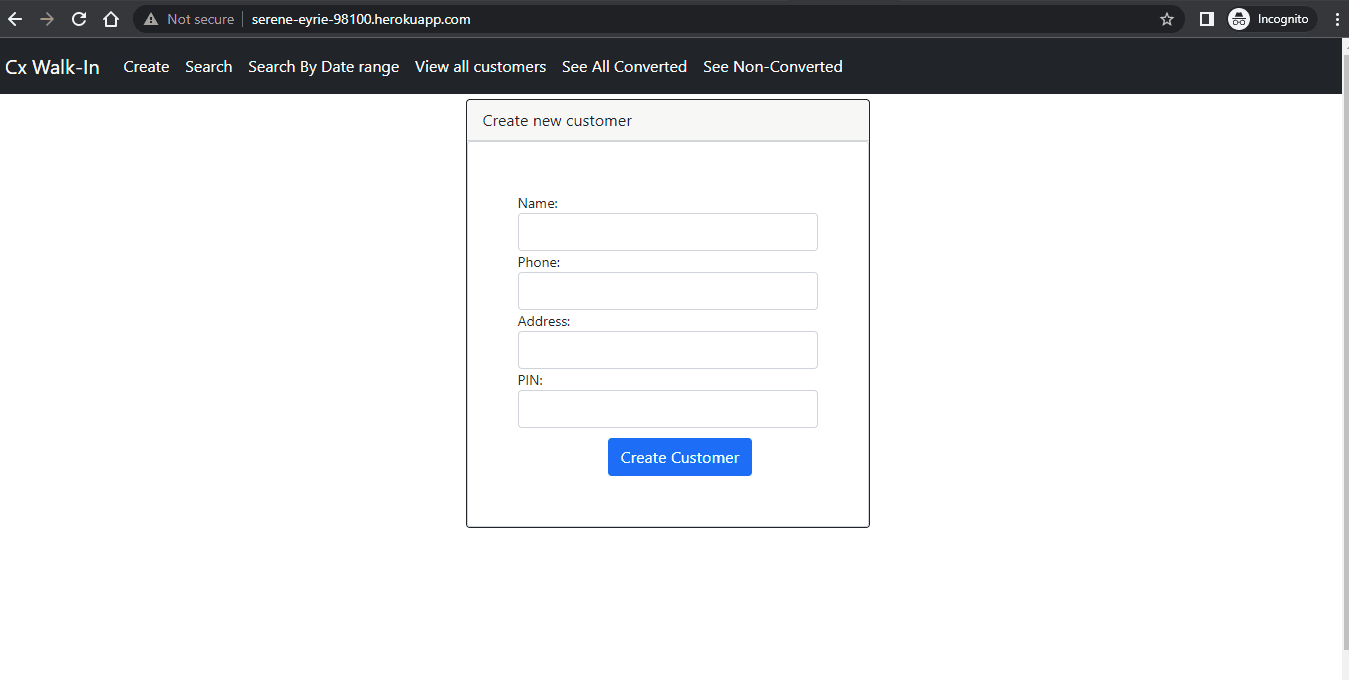 Not secure serene-eyrie-98100.herokuapp.com Incognito
Cx Walk-In Create Search Search By Date range View all customers See All Converted See Non-Converted
Create new customer
Name:
Phone:
Address:
PIN:
Create Customer